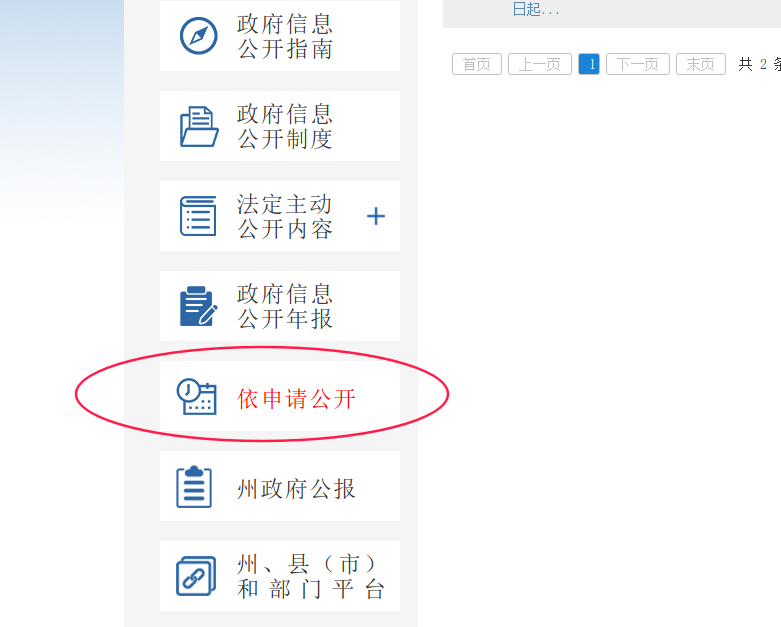 政府信息
公开指南
政府信息
公开制度
法定主动
公开内容
+
政府信息
公开年报
依申请公开
州政府公报
州、县（市）
和部门平台
日起...
首页 上一页 1 下一页 末页 共 2 条